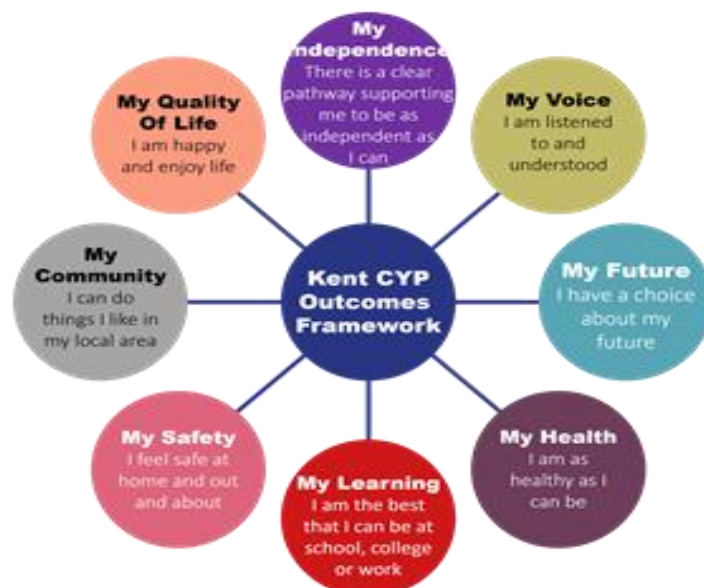 My
Independence
There is a clear
pathway supporting
me to be as
independent as
I can
My Voice
I am listened
to and
understood
My Future
I have a choice
about my
future
My Health
I am as
healthy as I
can be
My Learning
I am the best
that I can be at
school, college
or work
My Safety
I feel safe at
home and out
and about
My
Community
I can do
things I like in
my local area
My Quality
Of Life
I am happy
and enjoy life
Kent CYP
Outcomes
Framework